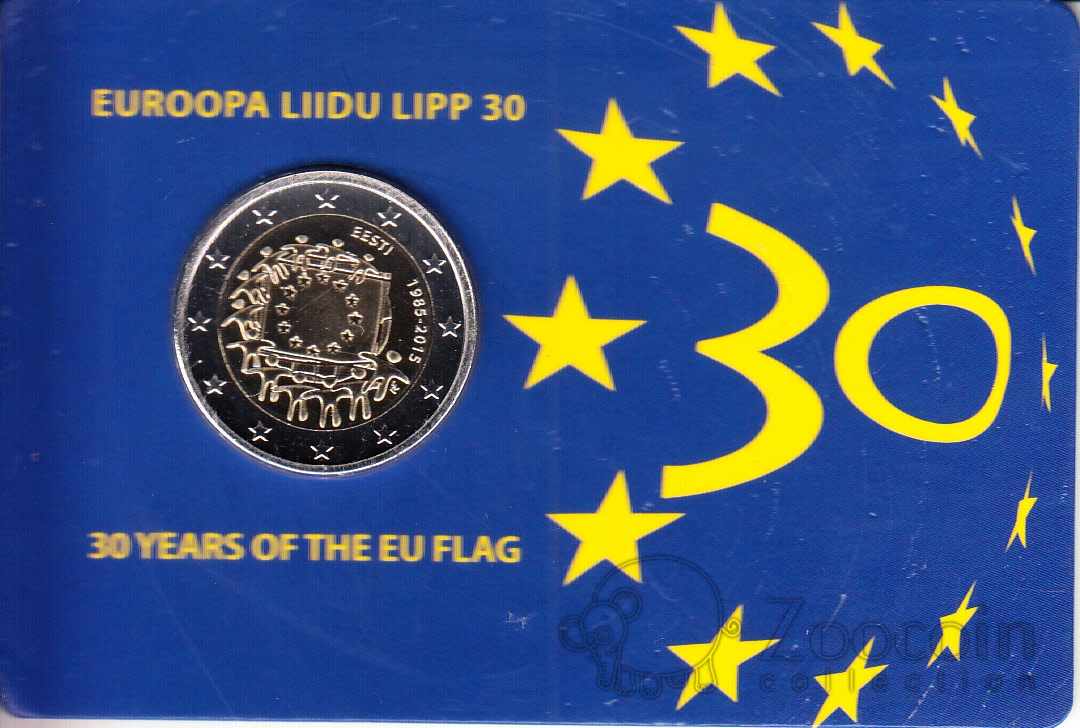 EUROOPA LIIDU LIPP 30
EESTI
1985-2015
30
30 YEARS OF THE EU FLAG
Zoocoin
collection